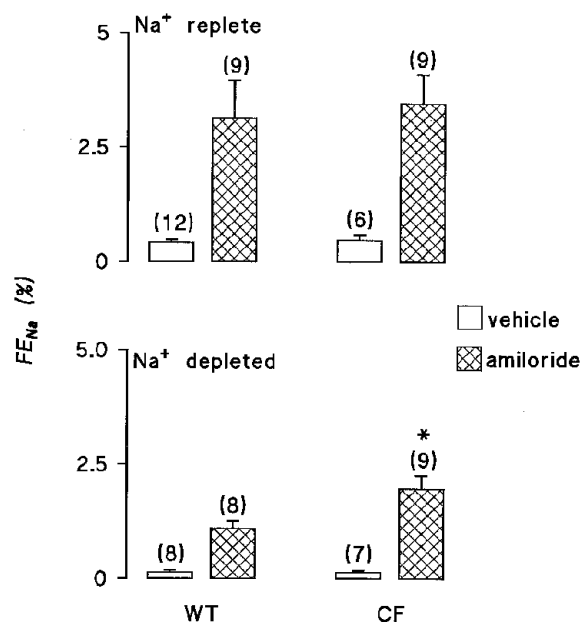 5
Na⁺ replete
(9)
(9)
2.5
(12)
(6)
0
FE_Na (%)
vehicle
amiloride
5.0
Na⁺ depleted
*
(9)
2.5
(8)
(8)
(7)
0
WT
CF